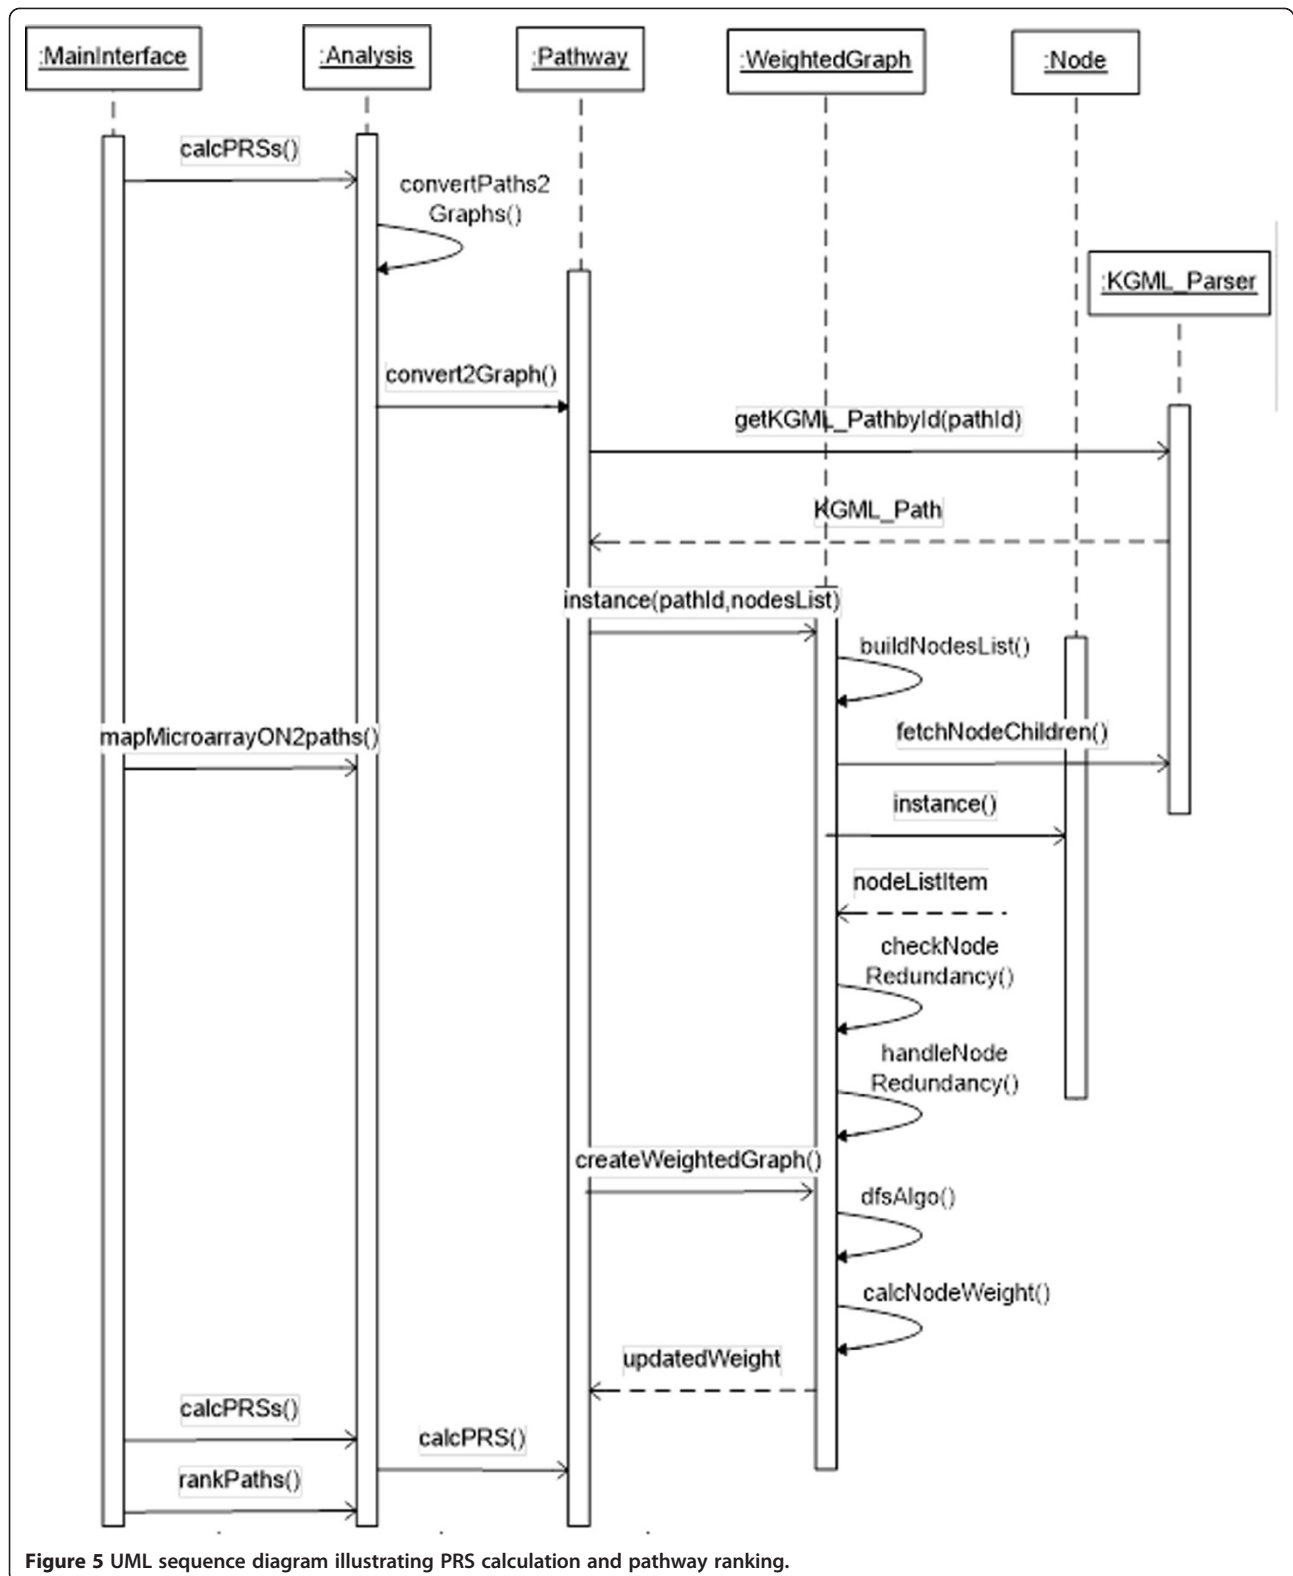 :MainInterface
:Analysis
:Pathway
:WeightedGraph
:Node
calcPRSs()
convertPaths2
Graphs()
:KGML_Parser
convert2Graph()
getKGML_PathbyId(pathId)
KGML_Path
instance(pathId,nodesList)
buildNodesList()
mapMicroarrayON2paths()
fetchNodeChildren()
instance()
nodeListItem
checkNode
Redundancy()
handleNode
Redundancy()
createWeightedGraph()
dfsAlgo()
calcNodeWeight()
updatedWeight
calcPRSs()
calcPRS()
rankPaths()
Figure 5 UML sequence diagram illustrating PRS calculation and pathway ranking.